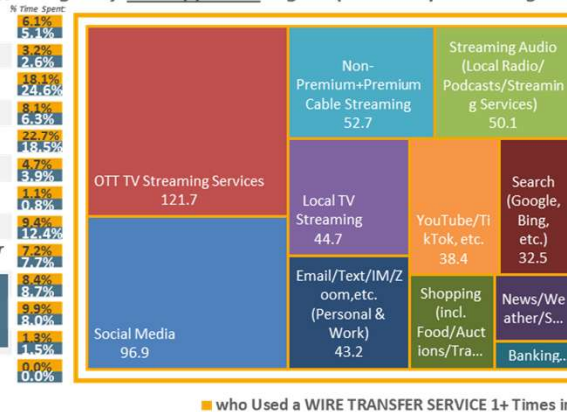 % Time Spent
6.1%
5.1%
3.2%
2.6%
18.1%
24.6%
8.1%
6.3%
22.7%
18.5%
4.7%
3.9%
1.1%
0.8%
9.4%
12.4%
7.2%
7.7%
8.4%
8.7%
9.9%
8.0%
1.3%
1.5%
0.0%
0.0%
OTT TV Streaming Services
121.7
Social Media
96.9
Non-
Premium+Premium
Cable Streaming
52.7
Streaming Audio
(Local Radio/
Podcasts/Streamin
g Services)
50.1
Local TV
Streaming
44.7
YouTube/Ti
kTok, etc.
38.4
Search
(Google,
Bing,
etc.)
32.5
Email/Text/IM/Z
oom,etc.
(Personal &
Work)
43.2
Shopping
(incl.
Food/Auct
ions/Tra...
News/We
ather/S...
Banking...
who Used a WIRE TRANSFER SERVICE 1+ Times i